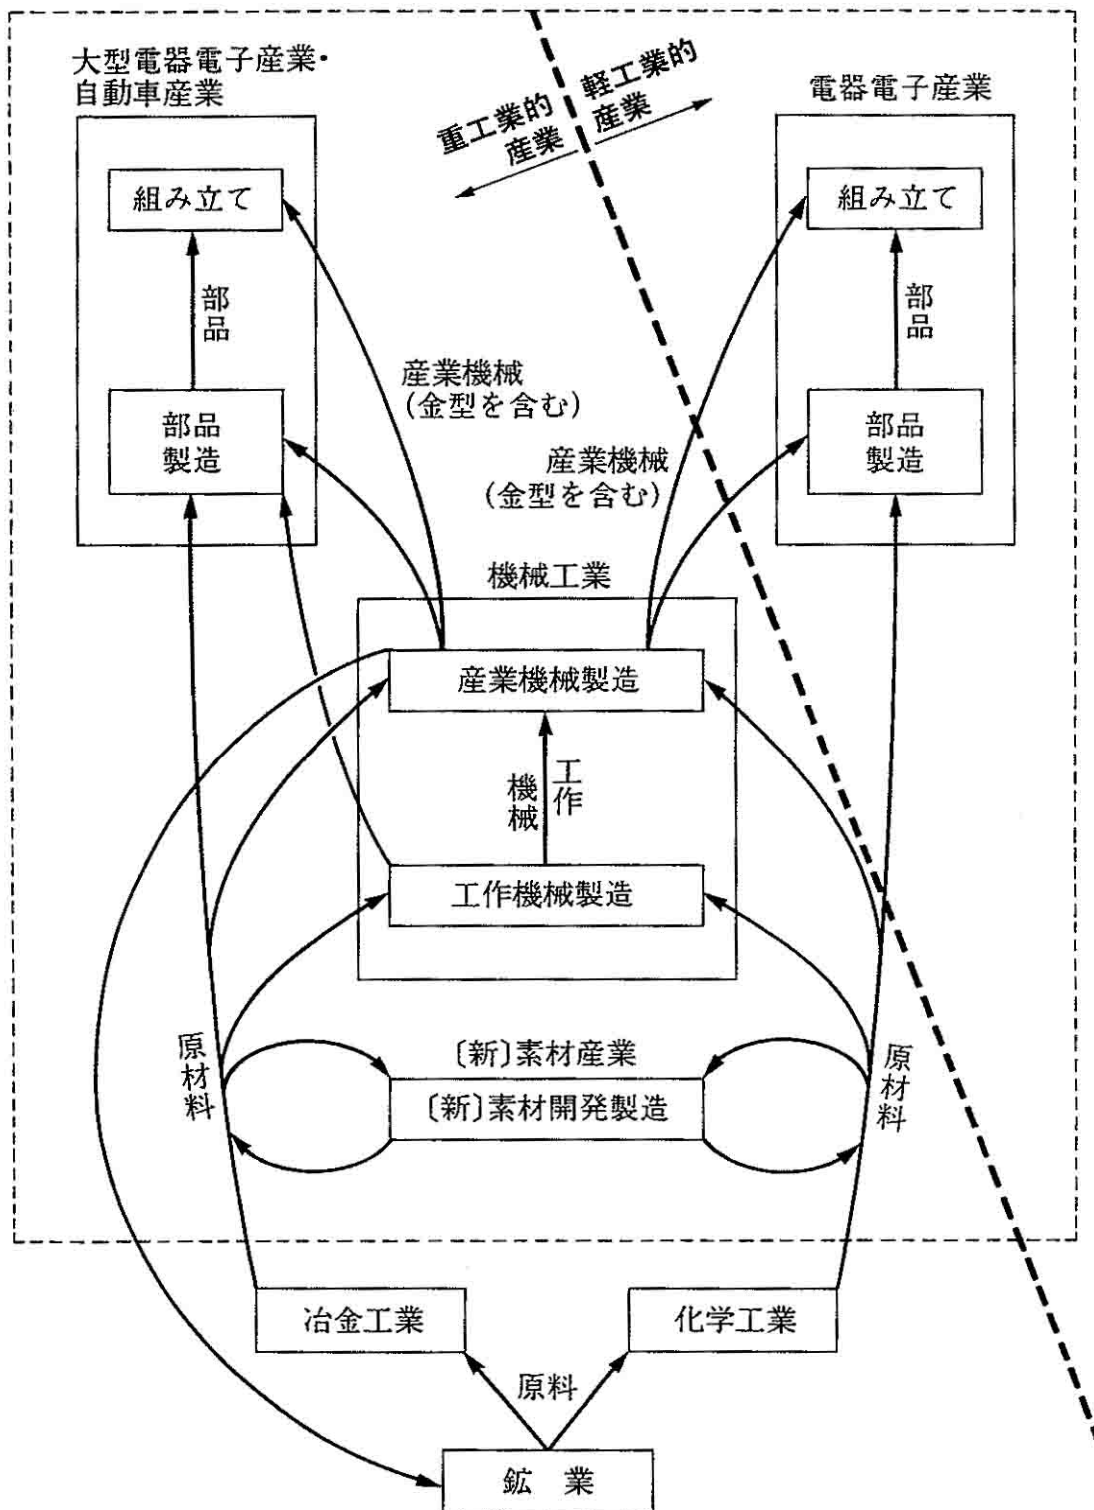 大型電器電子産業・
自動車産業
重工業的
産業
軽工業的
産業
電器電子産業
組み立て
組み立て
部品
部品
産業機械
(金型を含む)
部品
製造
部品
製造
産業機械
(金型を含む)
機械工業
産業機械製造
工作
機械
工作機械製造
原材料
〔新〕素材産業
〔新〕素材開発製造
原材料
冶金工業
化学工業
原料
鉱 業